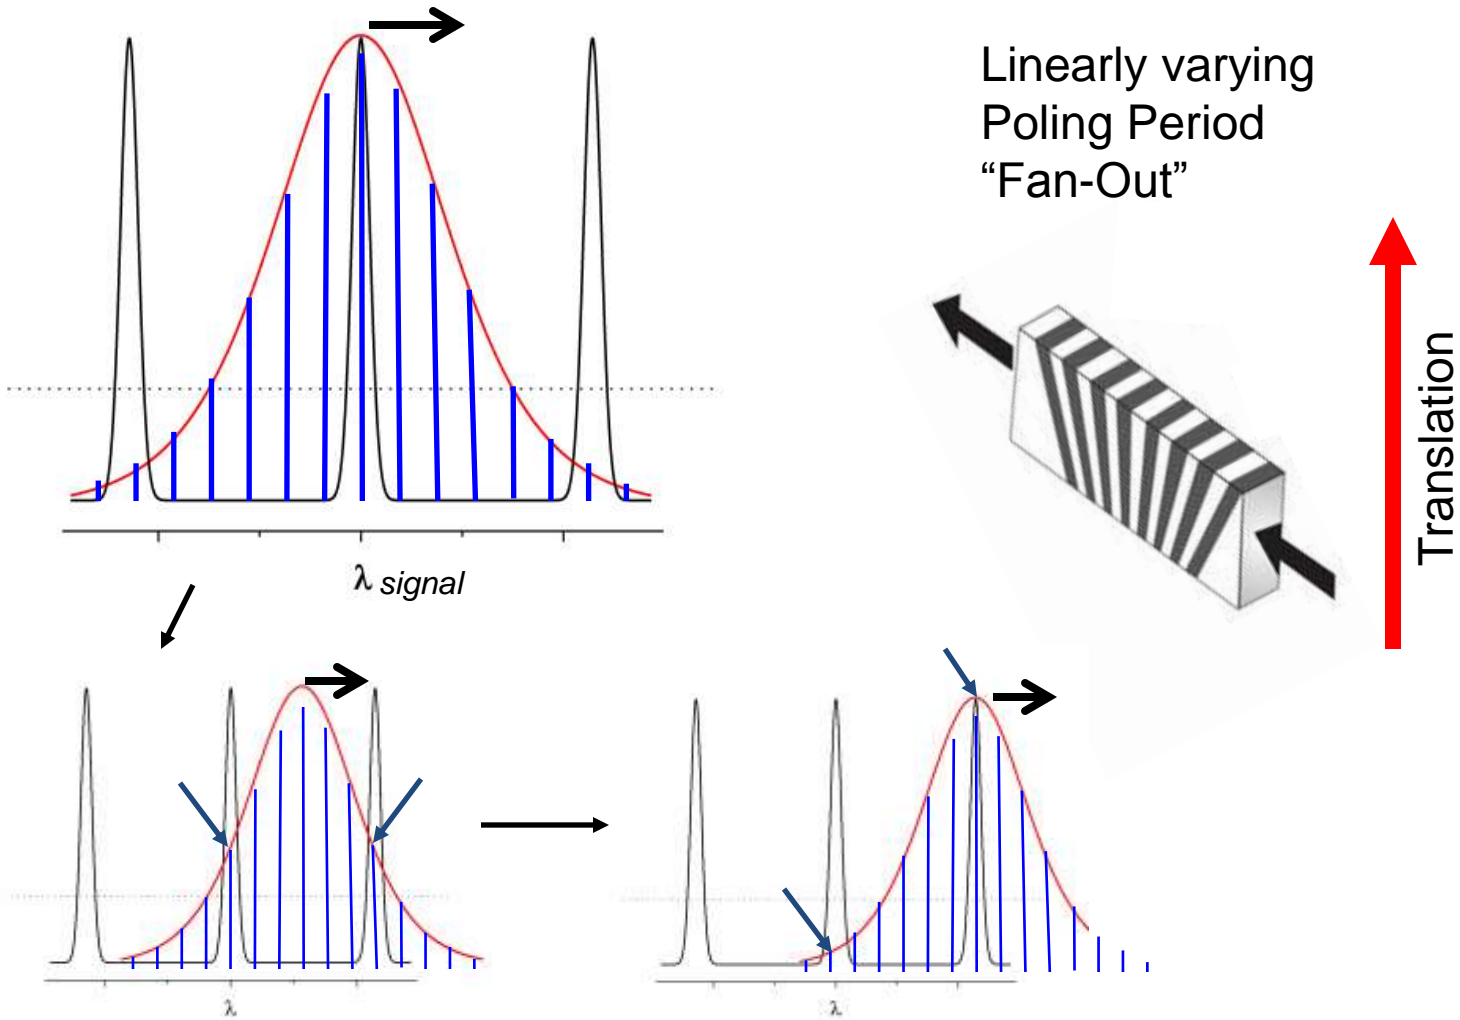 Linearly varying
Poling Period
“Fan-Out”
Translation
λ signal
λ
λ